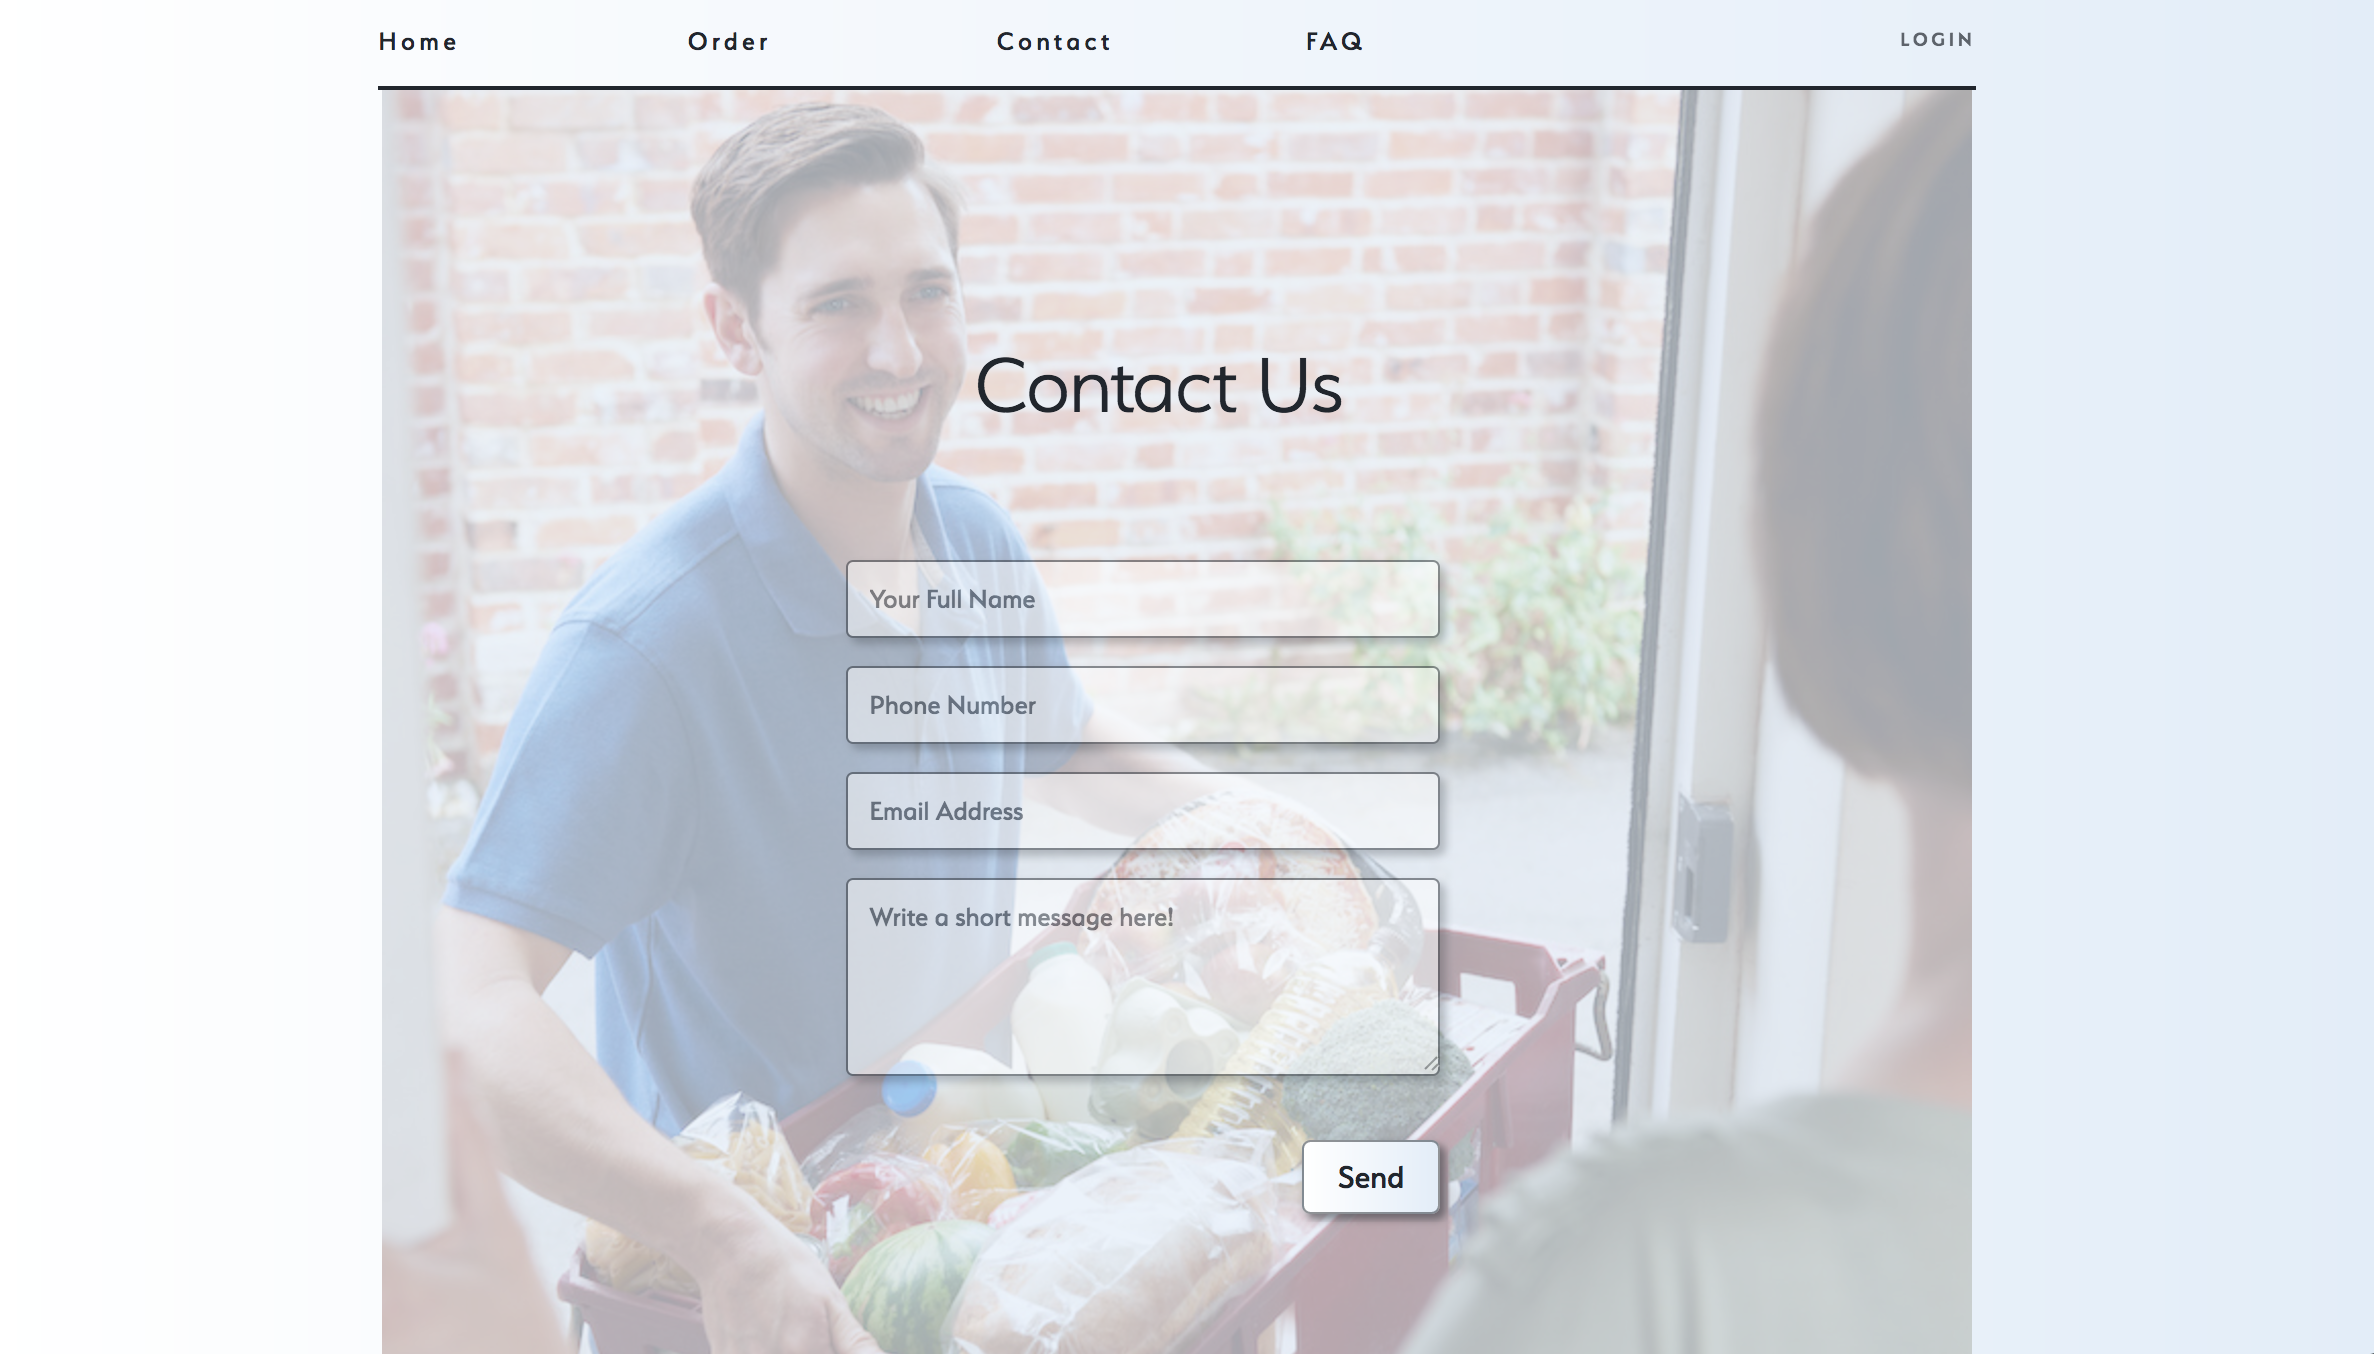 Home Order Contact FAQ LOGIN
Contact Us
Your Full Name
Phone Number
Email Address
Write a short message here!
Send